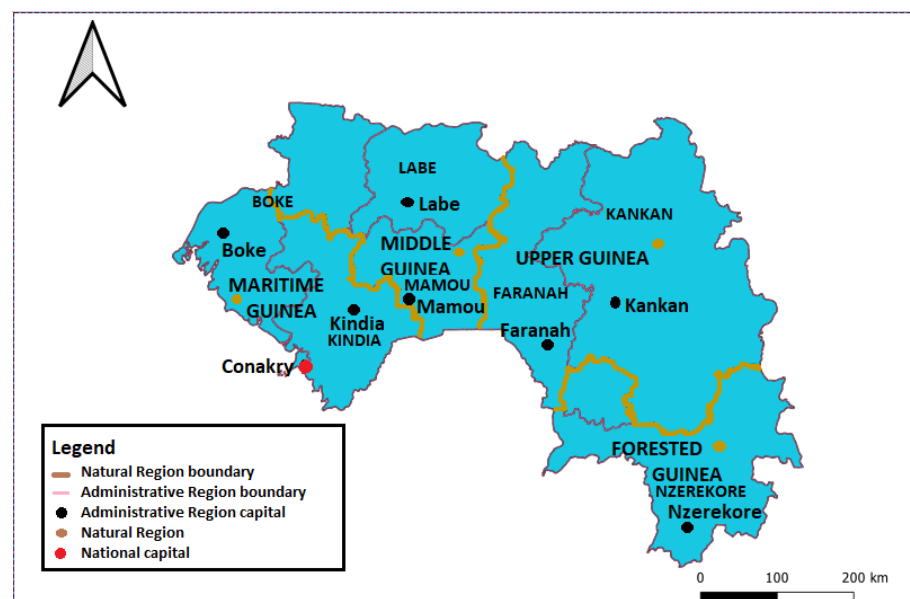 LABE
Labe
BOKE
Boke
KANKAN
MIDDLE
GUINEA
UPPER GUINEA
MARITIME
GUINEA
MAMOU
Mamou
FARANAH
Kankan
Kindia
KINDIA
Faranah
Conakry
FORESTED
GUINEA
NZEREKORE
Nzerekore
Legend
Natural Region boundary
Administrative Region boundary
Administrative Region capital
Natural Region
National capital
0 100 200 km